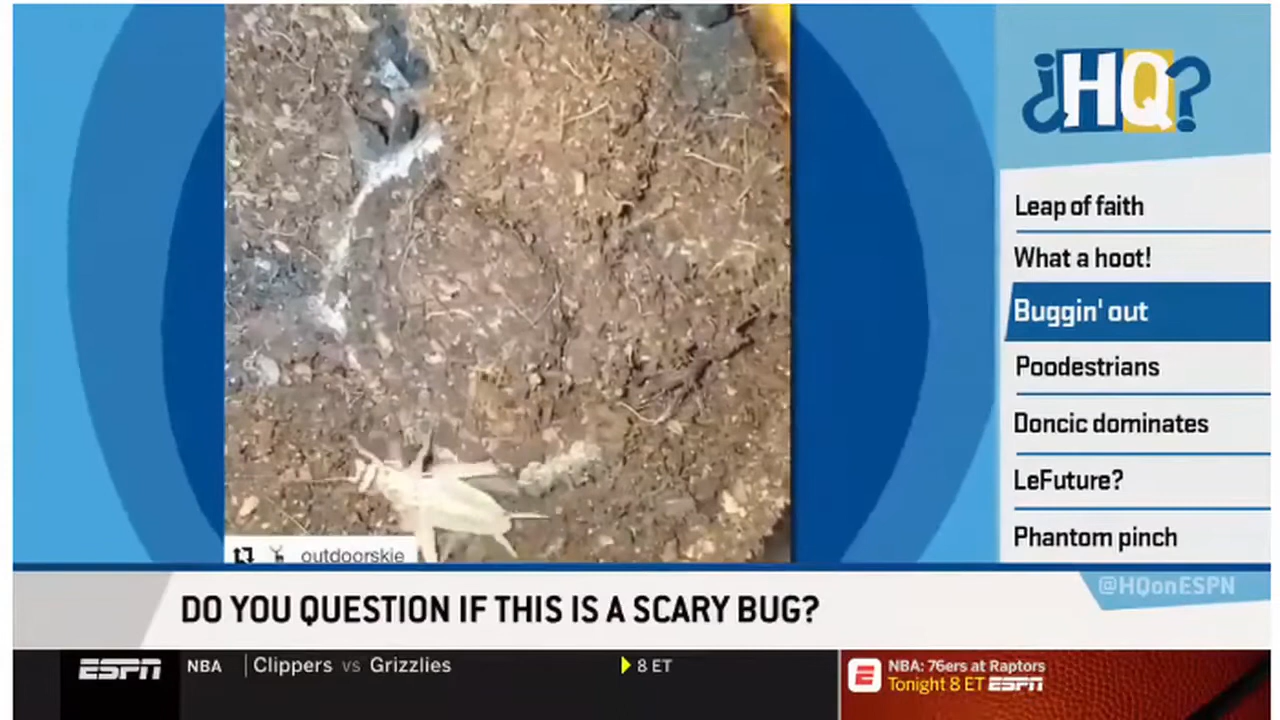 ¿HQ?
Leap of faith
What a hoot!
Buggin' out
Poodestrians
Doncic dominates
LeFuture?
Phantom pinch
outdoorskie
@HQonESPN
DO YOU QUESTION IF THIS IS A SCARY BUG?
ESPN NBA Clippers vs Grizzlies 8 ET
E NBA: 76ers at Raptors
Tonight 8 ET ESPN